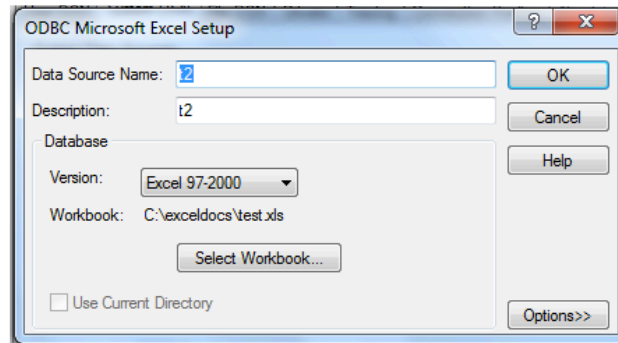 ODBC Microsoft Excel Setup
Data Source Name: t2
OK
Description: t2
Cancel
Database
Help
Version: Excel 97-2000
Workbook: C:\exceldocs\test.xls
Select Workbook...
Use Current Directory
Options>>